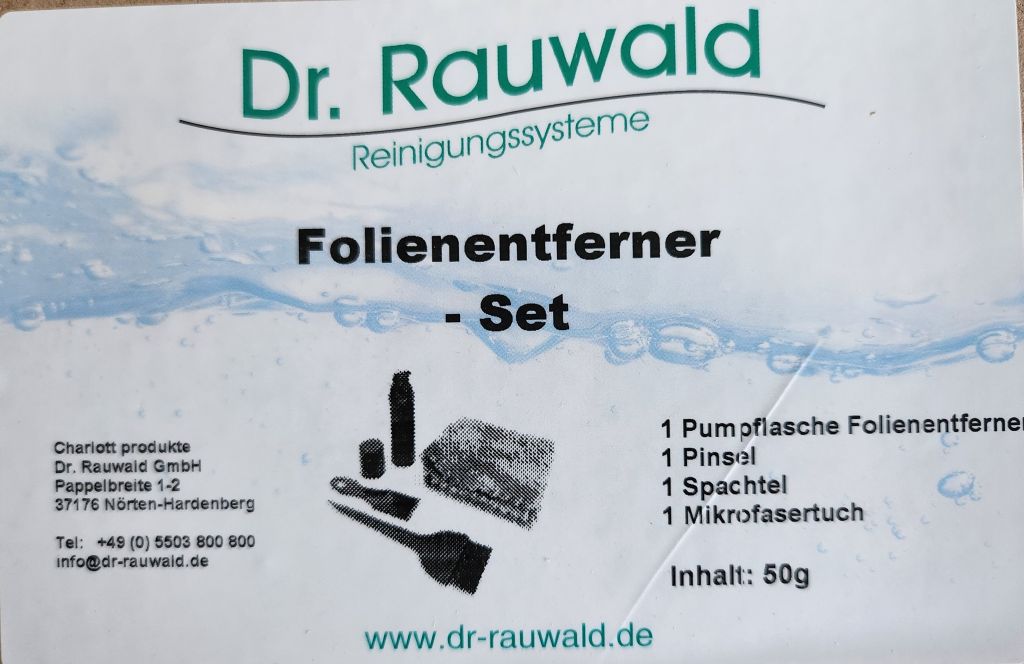 Dr. Rauwald
Reinigungssysteme
Folienentferner
- Set
Charlott produkte
Dr. Rauwald GmbH
Pappelbreite 1-2
37176 Nörten-Hardenberg
Tel: +49 (0) 5503 800 800
info@dr-rauwald.de
1 Pumpflasche Folienentferner
1 Pinsel
1 Spachtel
1 Mikrofasertuch
Inhalt: 50g
www.dr-rauwald.de